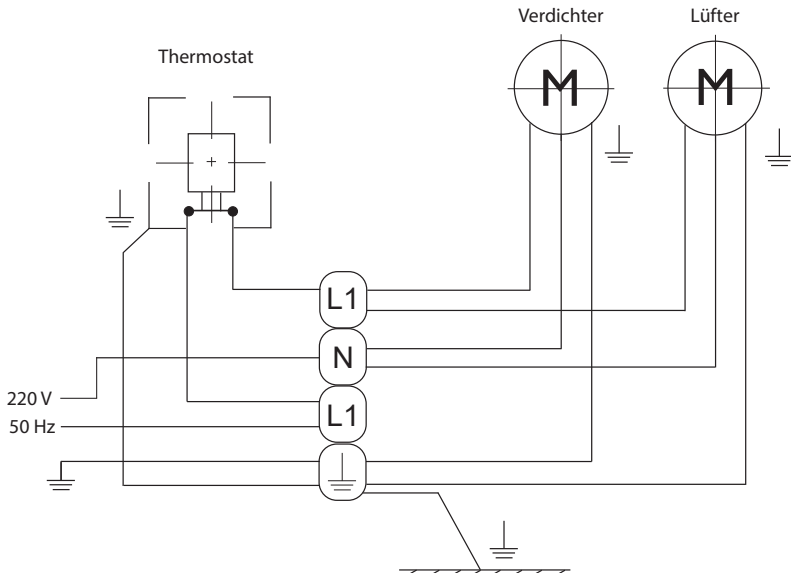 Verdichter
Lüfter
Thermostat
M
M
L1
N
220 V
L1
50 Hz